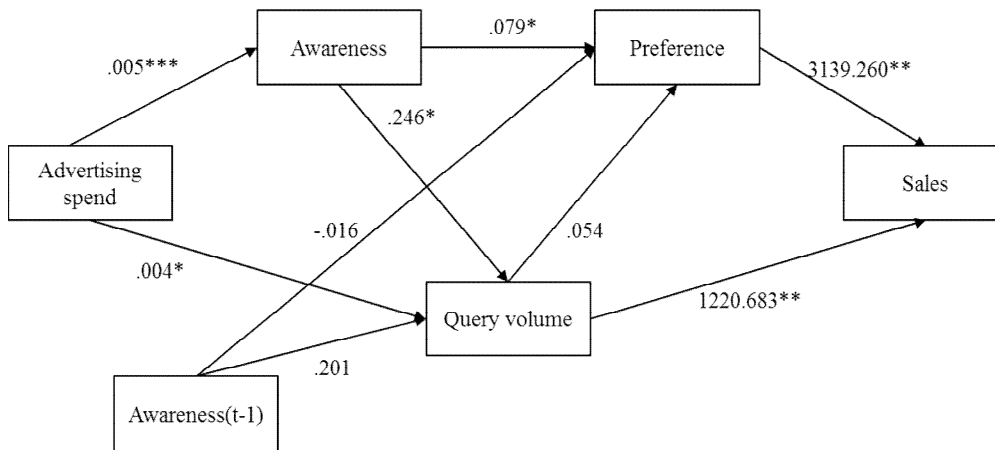 .079*
Awareness
Preference
.005***
3139.260**
.246*
Advertising
spend
Sales
-.016
.054
.004*
1220.683**
Query volume
.201
Awareness(t-1)